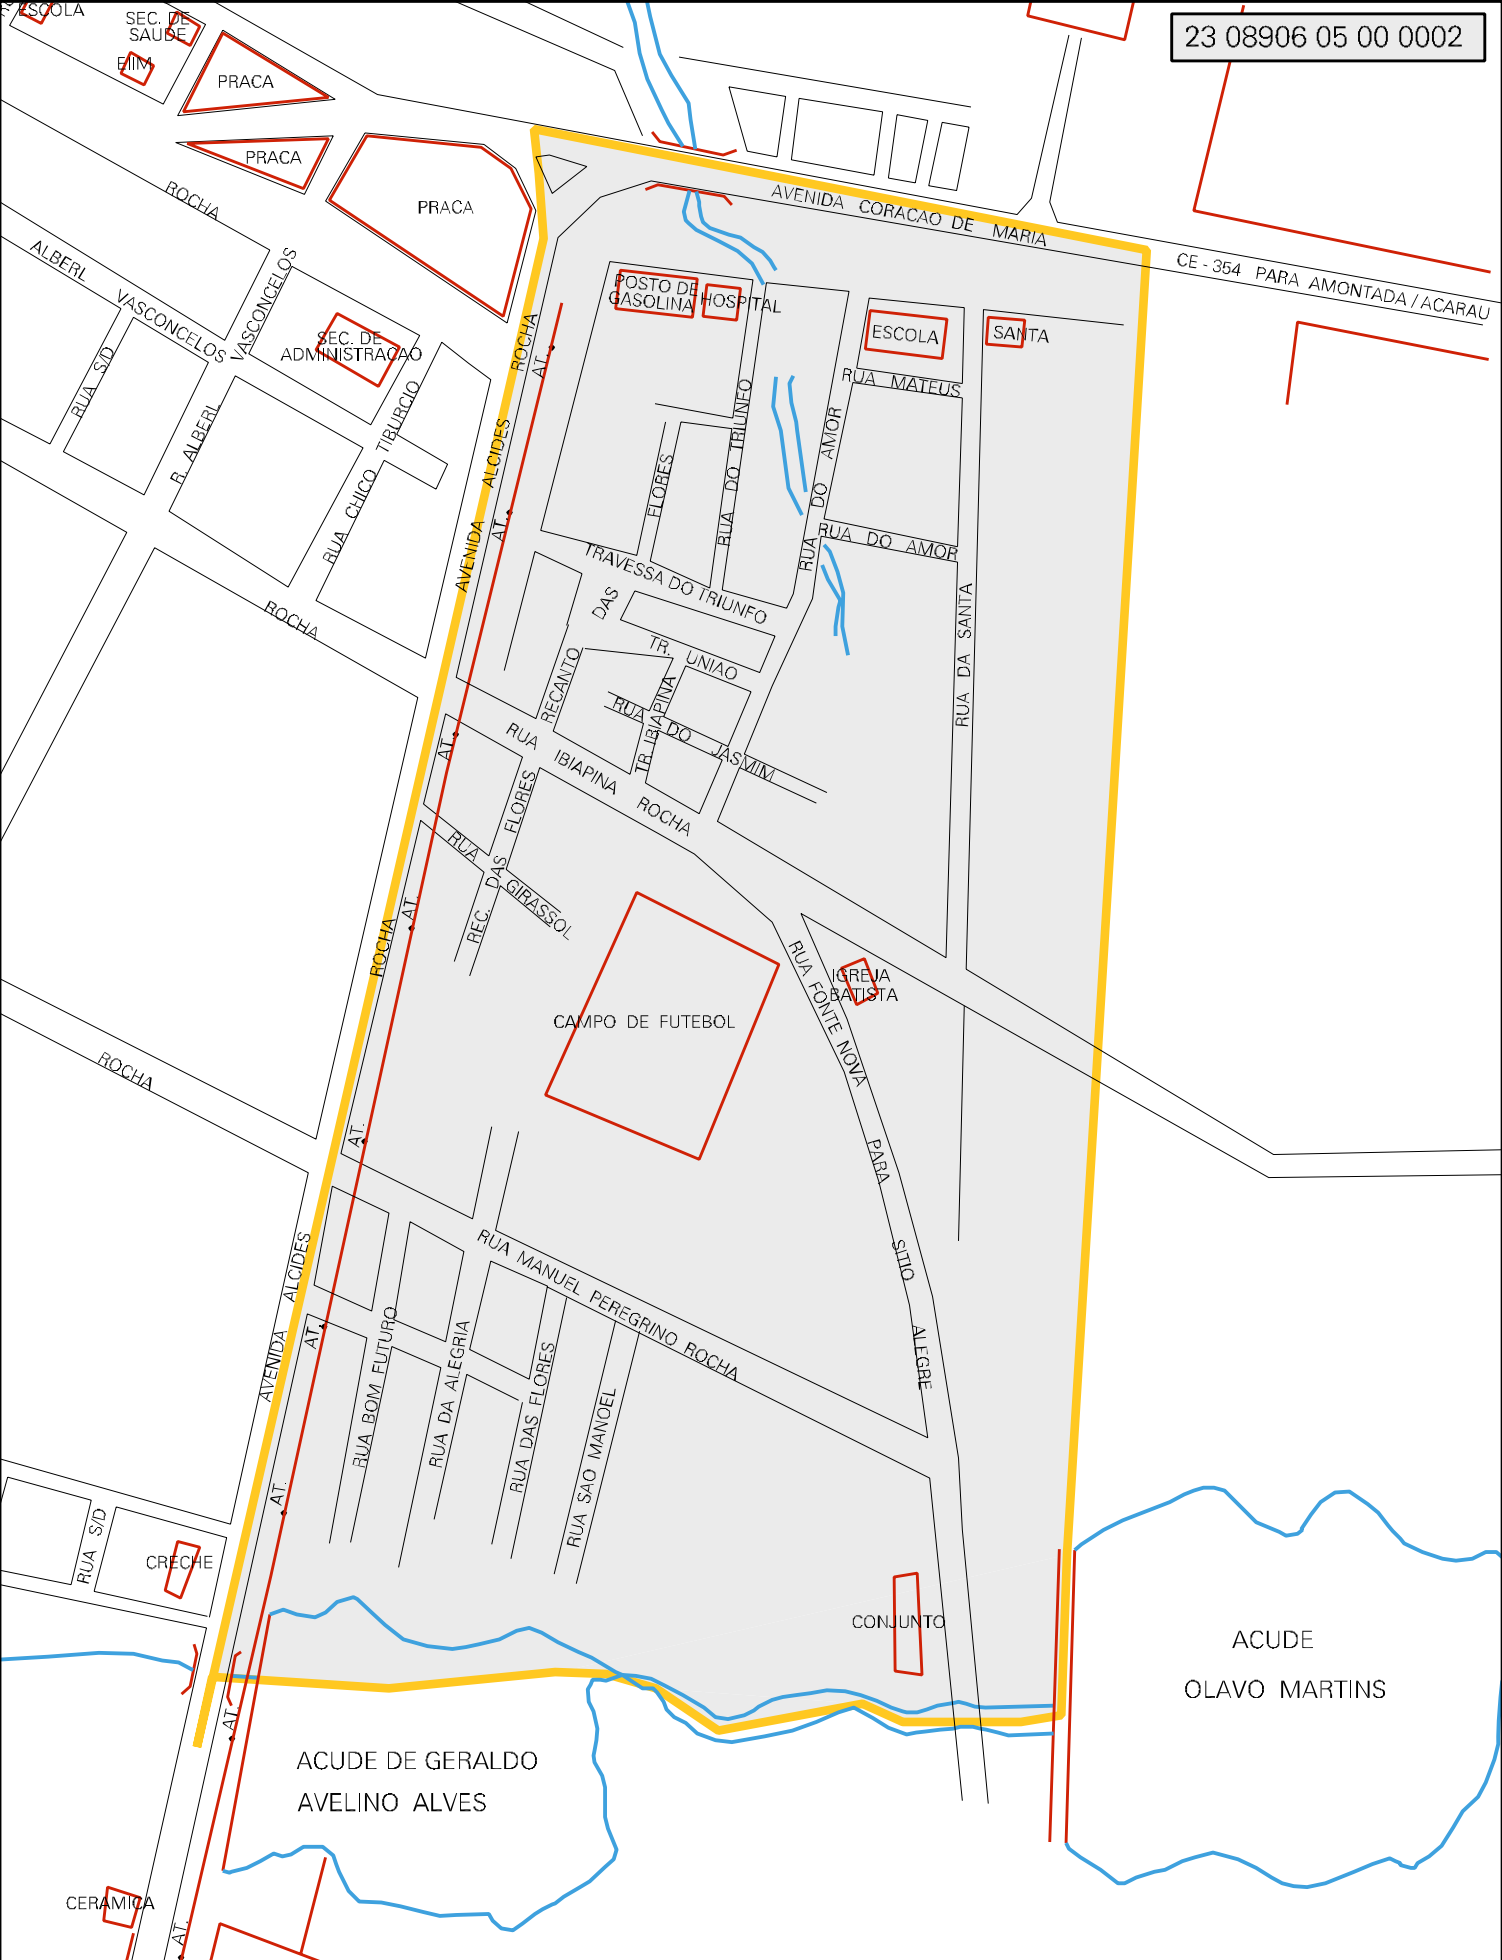 ESCOLA
SEC. DE
SAUDE
EIIM
PRACA
PRACA
PRACA
23 08906 05 00 0002
ROCHA
ALBERL
VASCONCELOS
VASCONCELOS
AVENIDA CORACAO DE MARIA
CE - 354 PARA AMONTADA / ACARAU
POSTO DE
GASOLINA
HOSPITAL
ESCOLA
SANTA
SEC. DE
ADMINISTRACAO
RUA S/D
R. ALBERL
RUA CHICO TIBURCIO
AVENIDA ALCIDES ROCHA
AT.
AT.
RUA MATEUS
FLORES
RUA DO TRIUNFO
RUA DO AMOR
RUA DO AMOR
TRAVESSA DO TRIUNFO
DAS
ROCHA
TR. UNIAO
RECANTO
TR. IBIAPINA
RUA DO JASMIM
RUA DA SANTA
AT.
RUA IBIAPINA ROCHA
REC. DAS FLORES
RUA GIRASSOL
AT.
CAMPO DE FUTEBOL
IGREJA
BATISTA
RUA FONTE NOVA PARA SITIO ALEGRE
ROCHA
AT.
AVENIDA ALCIDES ROCHA
RUA MANUEL PEREGRINO ROCHA
AT.
RUA BOM FUTURO
RUA DA ALEGRIA
RUA DAS FLORES
RUA SAO MANOEL
AT.
RUA S/D
CRECHE
CONJUNTO
ACUDE
OLAVO MARTINS
AT.
ACUDE DE GERALDO
AVELINO ALVES
CERAMICA
AT.